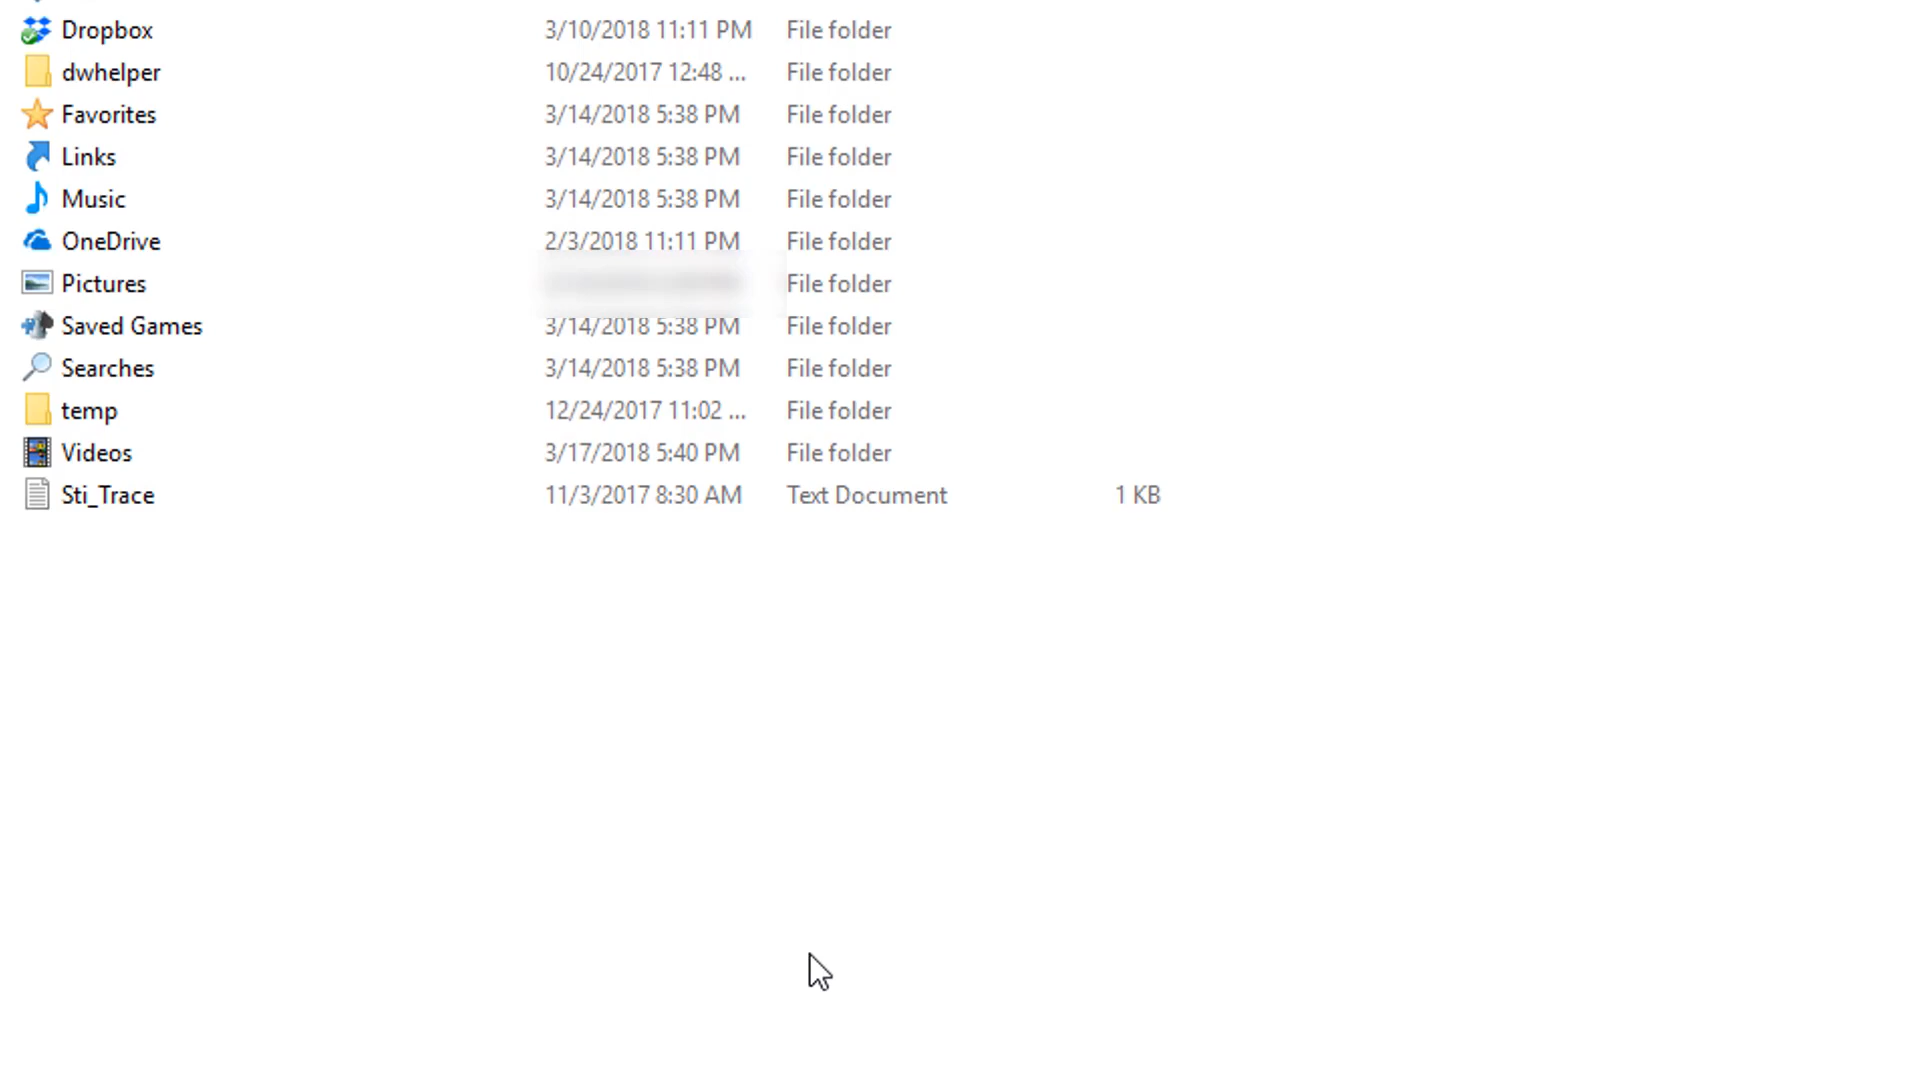 Dropbox 3/10/2018 11:11 PM File folder
dwhelper 10/24/2017 12:48 ... File folder
Favorites 3/14/2018 5:38 PM File folder
Links 3/14/2018 5:38 PM File folder
Music 3/14/2018 5:38 PM File folder
OneDrive 2/3/2018 11:11 PM File folder
Pictures File folder
Saved Games 3/14/2018 5:38 PM File folder
Searches 3/14/2018 5:38 PM File folder
temp 12/24/2017 11:02 ... File folder
Videos 3/17/2018 5:40 PM File folder
Sti_Trace 11/3/2017 8:30 AM Text Document 1 KB